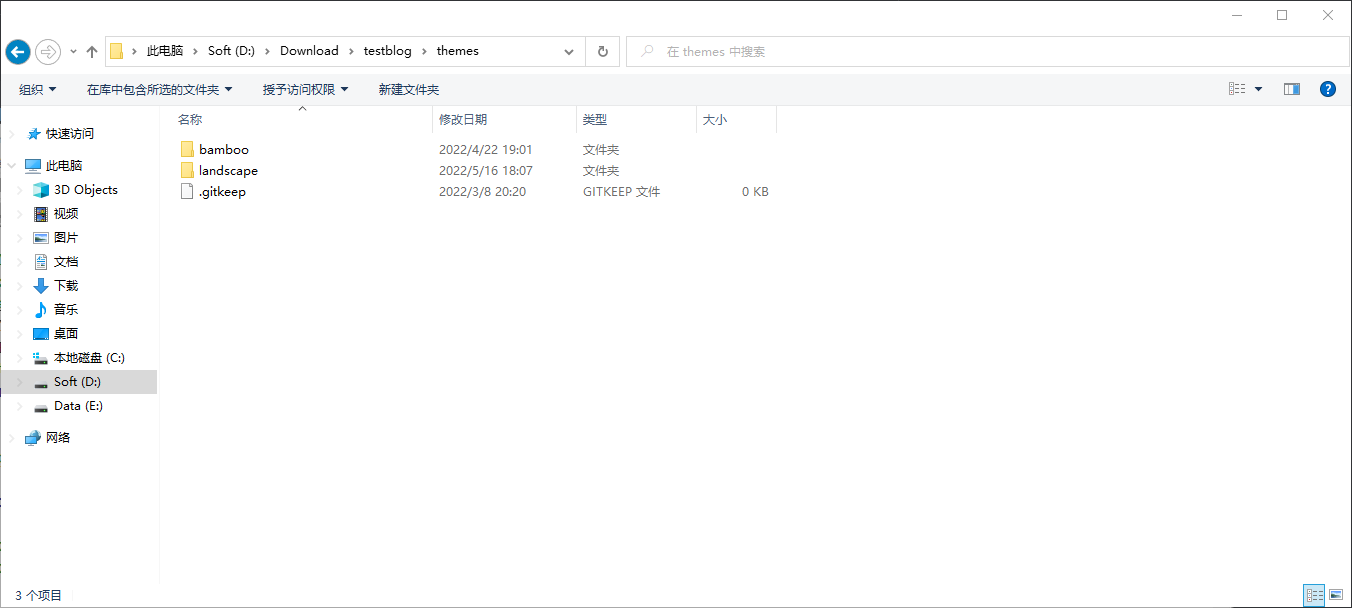 此电脑 Soft (D:) Download testblog themes 在 themes 中搜索
组织 在库中包含所选的文件夹 授予访问权限 新建文件夹 ?
名称 修改日期 类型 大小
bamboo 2022/4/22 19:01 文件夹
landscape 2022/5/16 18:07 文件夹
.gitkeep 2022/3/8 20:20 GITKEEP 文件 0 KB
快速访问
此电脑
3D Objects
视频
图片
文档
下载
音乐
桌面
本地磁盘 (C:)
Soft (D:)
Data (E:)
网络
3 个项目